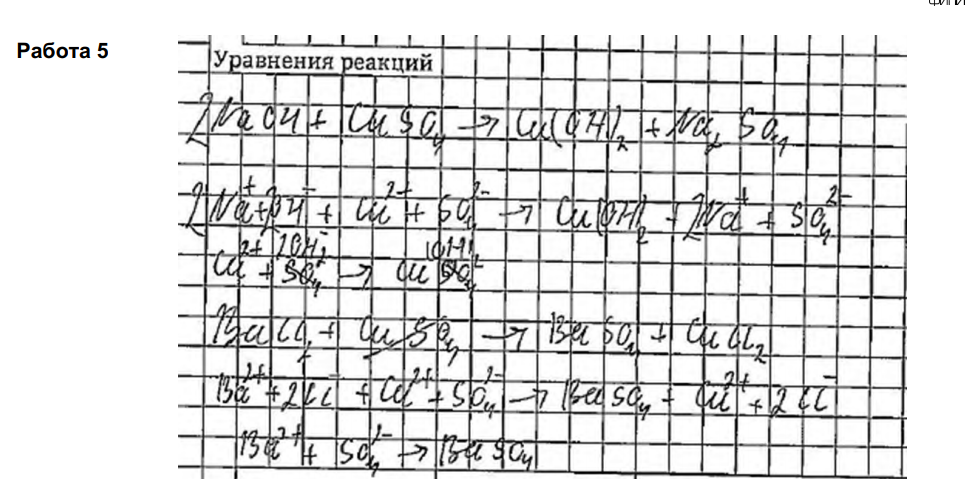 Работа 5
Уравнения реакций
2NaOH + CuSO₄ → Cu(OH)₂ + Na₂SO₄
2Na⁺ + 2OH⁻ + Cu²⁺ + SO₄²⁻ → Cu(OH)₂ + 2Na⁺ + SO₄²⁻
Cu²⁺ + 2OH⁻ → Cu(OH)₂
BaCl₂ + CuSO₄ → BaSO₄ + CuCl₂
Ba²⁺ + 2Cl⁻ + Cu²⁺ + SO₄²⁻ → BaSO₄ + Cu²⁺ + 2Cl⁻
Ba²⁺ + SO₄²⁻ → BaSO₄